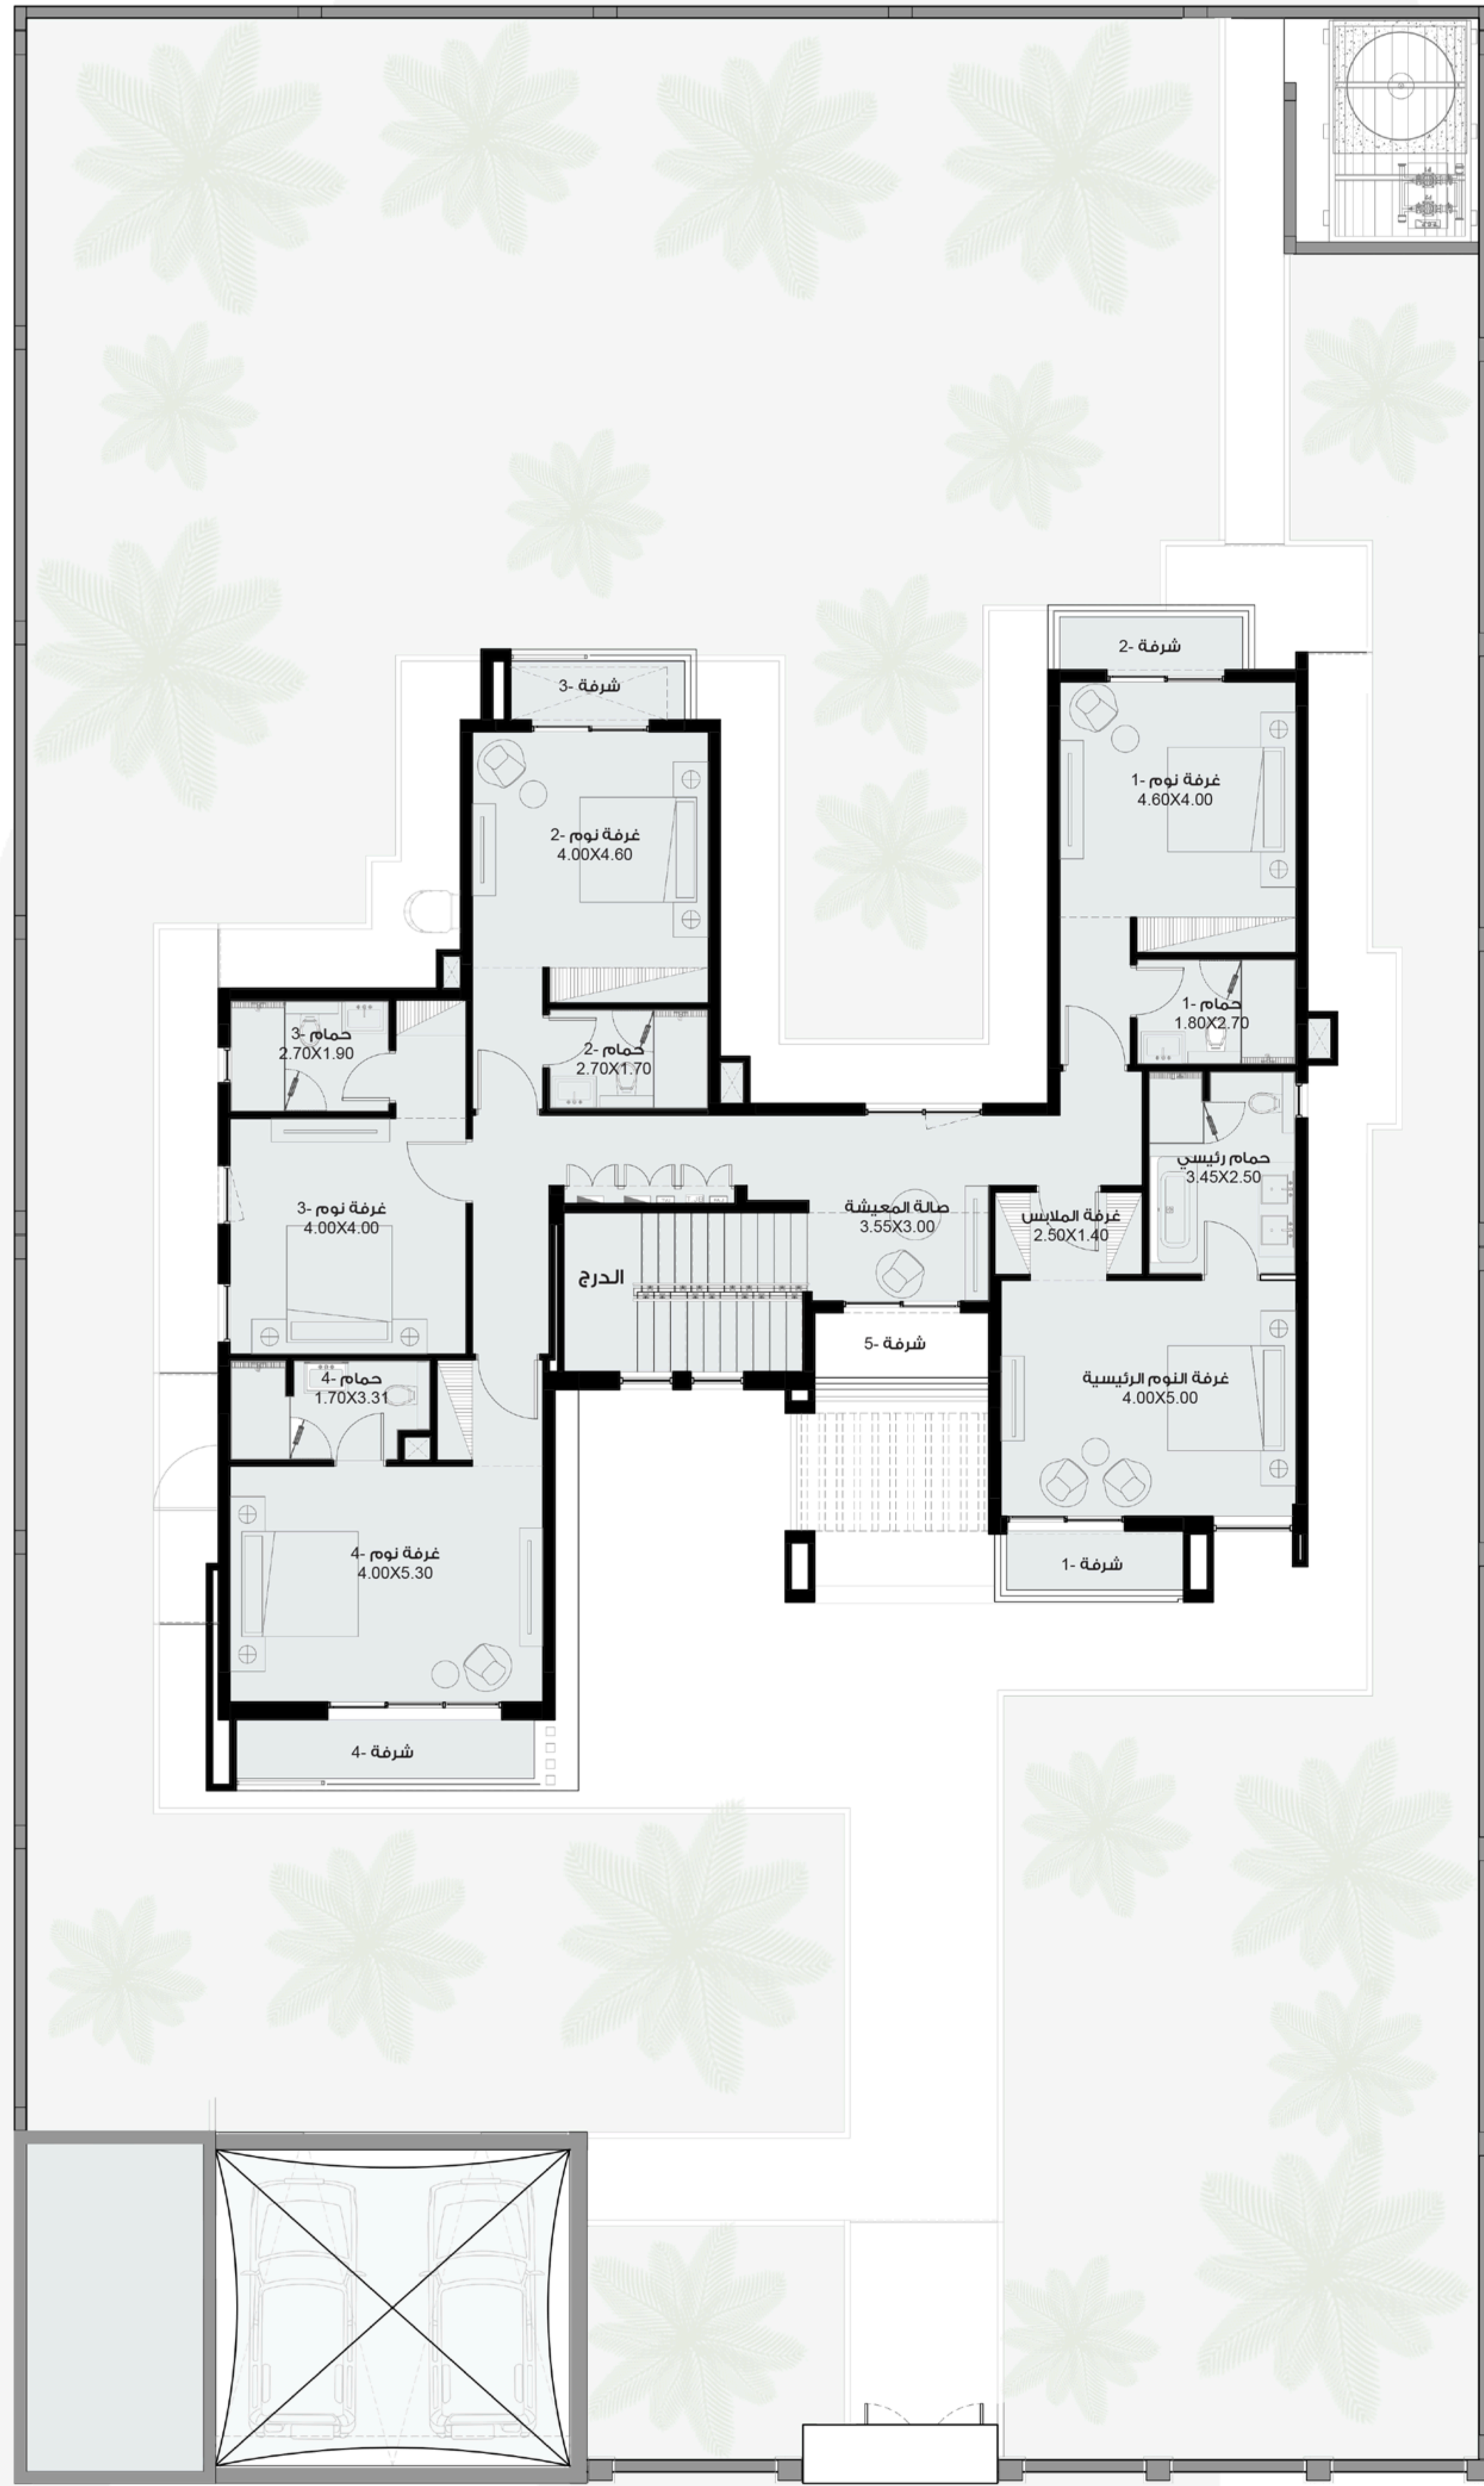 شرفة -2
شرفة -3
غرفة نوم -1
4.60X4.00
غرفة نوم -2
4.00X4.60
حمام -1
1.80X2.70
حمام -3
2.70X1.90
حمام -2
2.70X1.70
حمام رئيسي
3.45X2.50
غرفة نوم -3
4.00X4.00
صالة المعيشة
3.55X3.00
غرفة الملابس
2.50X1.40
الدرج
شرفة -5
حمام -4
1.70X3.31
غرفة النوم الرئيسية
4.00X5.00
غرفة نوم -4
4.00X5.30
شرفة -1
شرفة -4